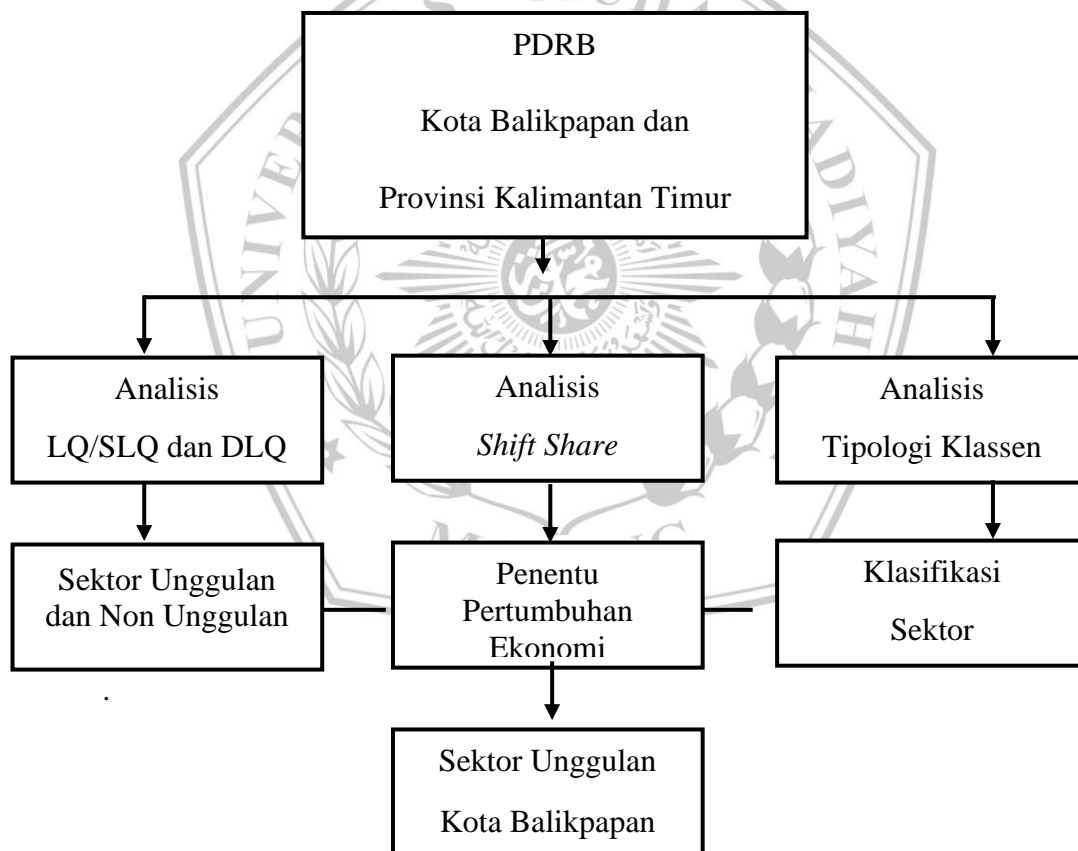 PDRB
Kota Balikpapan dan
Provinsi Kalimantan Timur
Analisis
LQ/SLQ dan DLQ
Analisis
Shift Share
Analisis
Tipologi Klassen
Sektor Unggulan
dan Non Unggulan
Penentu
Pertumbuhan
Ekonomi
Klasifikasi
Sektor
.
Sektor Unggulan
Kota Balikpapan